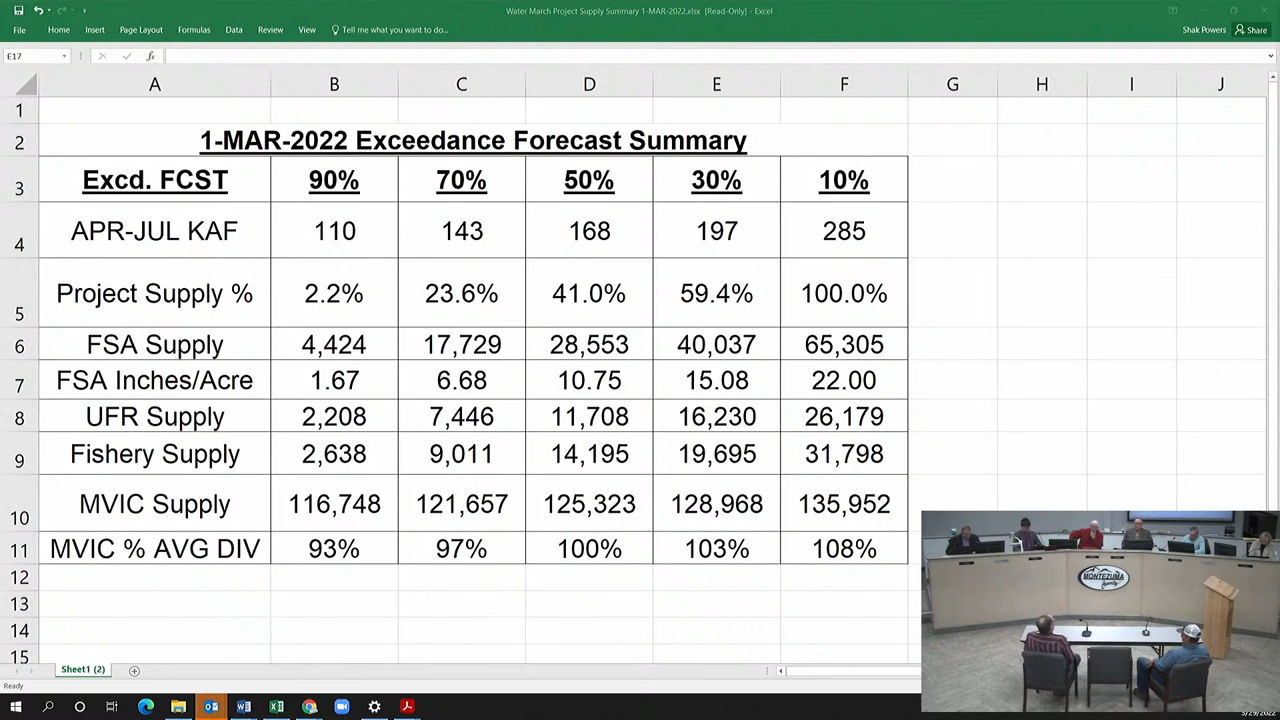 Water March Project Supply Summary 1-MAR-2022.xlsx [Read-Only] - Excel
File Home Insert Page Layout Formulas Data Review View Tell me what you want to do... Shak Powers Share
E17 fx
A B C D E F G H I J
1
2 1-MAR-2022 Exceedance Forecast Summary
3 Excd. FCST 90% 70% 50% 30% 10%
4 APR-JUL KAF 110 143 168 197 285
5 Project Supply % 2.2% 23.6% 41.0% 59.4% 100.0%
6 FSA Supply 4,424 17,729 28,553 40,037 65,305
7 FSA Inches/Acre 1.67 6.68 10.75 15.08 22.00
8 UFR Supply 2,208 7,446 11,708 16,230 26,179
9 Fishery Supply 2,638 9,011 14,195 19,695 31,798
10 MVIC Supply 116,748 121,657 125,323 128,968 135,952
11 MVIC % AVG DIV 93% 97% 100% 103% 108%
12
13
14
15
MONTEZUMA
County
Sheet1 (2)
Ready
3/29/2022